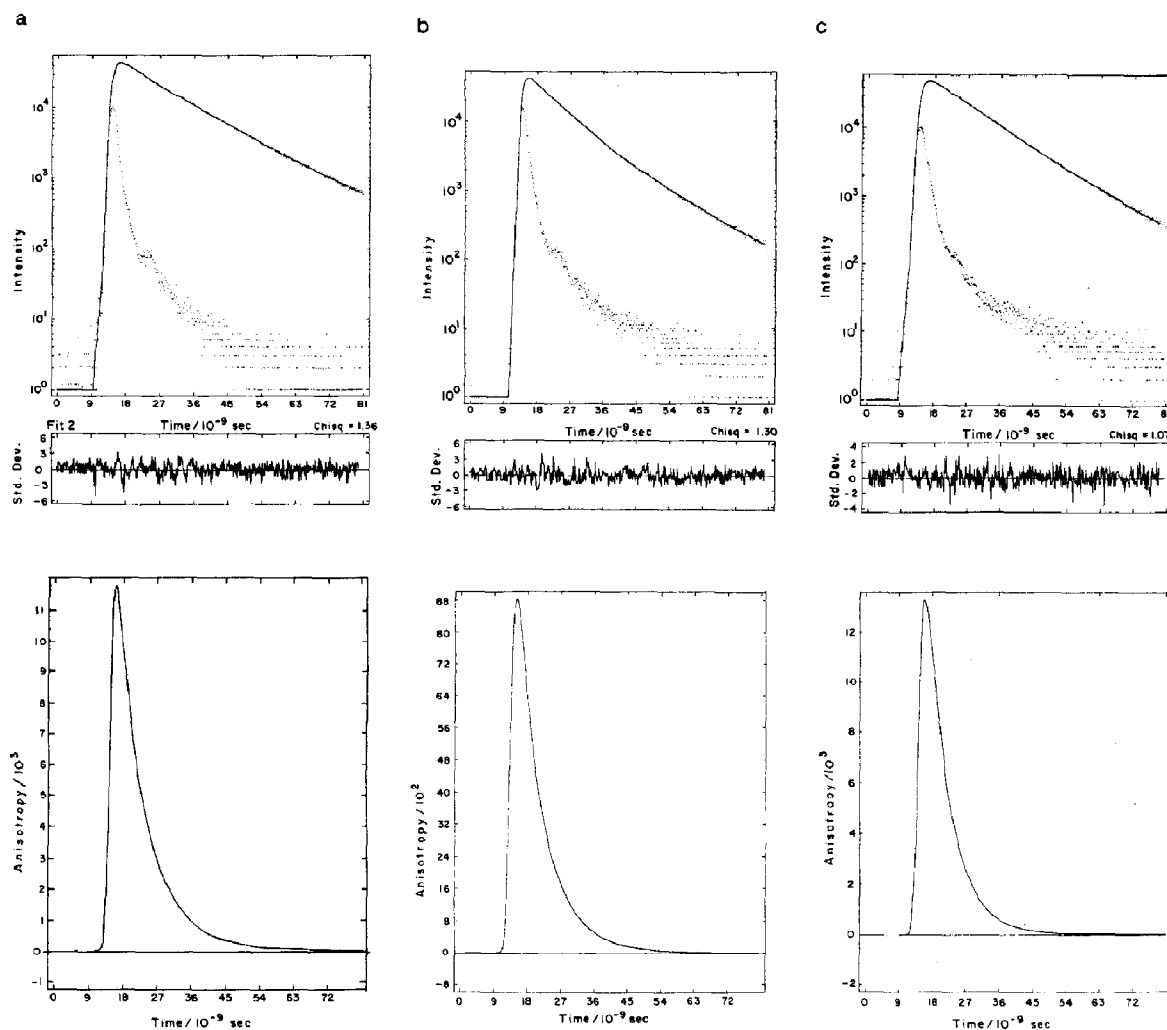 a
Intensity
10⁴
10³
10²
10¹
10⁰
0 9 18 27 36 45 54 63 72 81
Fit 2 Time/10⁻⁹ sec Chisq = 1.36
Std. Dev.
6
3
0
-3
-6
Anisotropy/10³
11
10
9
8
7
6
5
4
3
2
1
0
-1
0 9 18 27 36 45 54 63 72
Time/10⁻⁹ sec
b
Intensity
10⁴
10³
10²
10¹
10⁰
0 9 18 27 36 45 54 63 72 81
Time/10⁻⁹ sec Chisq = 1.30
Std. Dev.
6
3
0
-3
-6
Anisotropy/10²
88
80
72
64
56
48
40
32
24
16
8
0
-8
0 9 18 27 36 45 54 63 72
Time/10⁻⁹ sec
c
Intensity
10⁴
10³
10²
10¹
10⁰
0 9 18 27 36 45 54 63 72
Time/10⁻⁹ sec Chisq = 1.07
Std. Dev.
4
2
0
-2
-4
Anisotropy/10³
12
10
8
6
4
2
0
-2
0 9 18 27 36 45 54 63 72
Time/10⁻⁹ sec